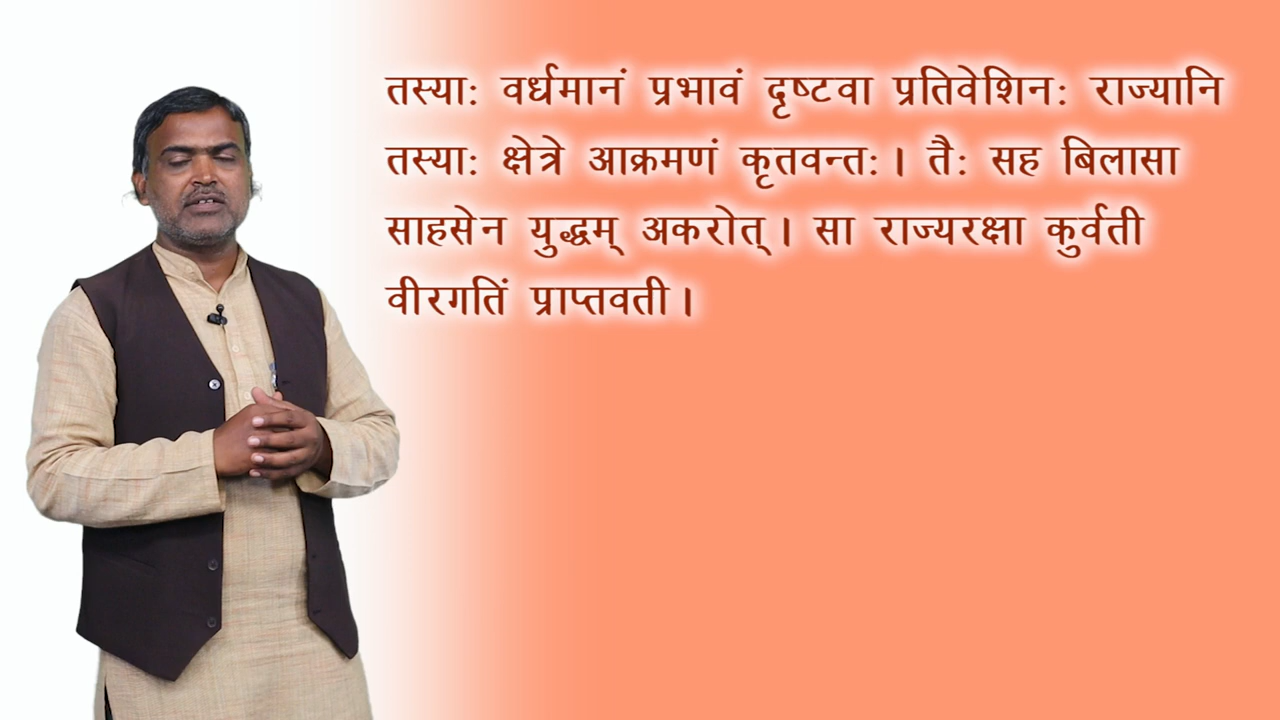 तस्याः वर्धमानं प्रभावं दृष्टवा प्रतिवेशिनः राज्यानि
तस्याः क्षेत्रे आक्रमणं कृतवन्तः। तैः सह बिलासा
साहसेन युद्धम् अकरोत्। सा राज्यरक्षा कुर्वती
वीरगतिं प्राप्तवती।